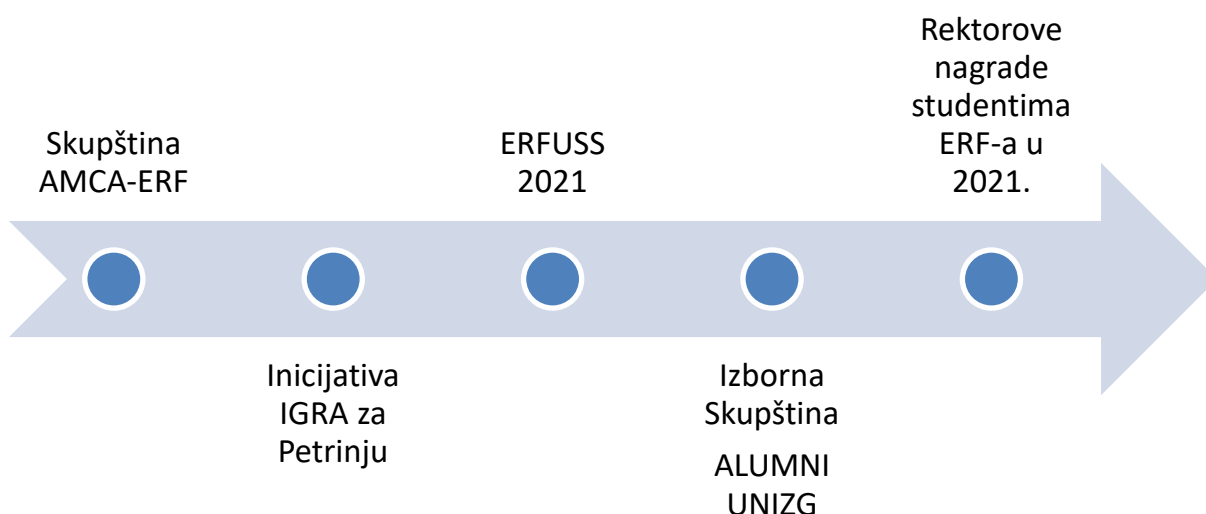 Skupština
AMCA-ERF
Inicijativa
IGRA za
Petrinju
ERFUSS
2021
Izborna
Skupština
ALUMNI
UNIZG
Rektorove
nagrade
studentima
ERF-a u
2021.